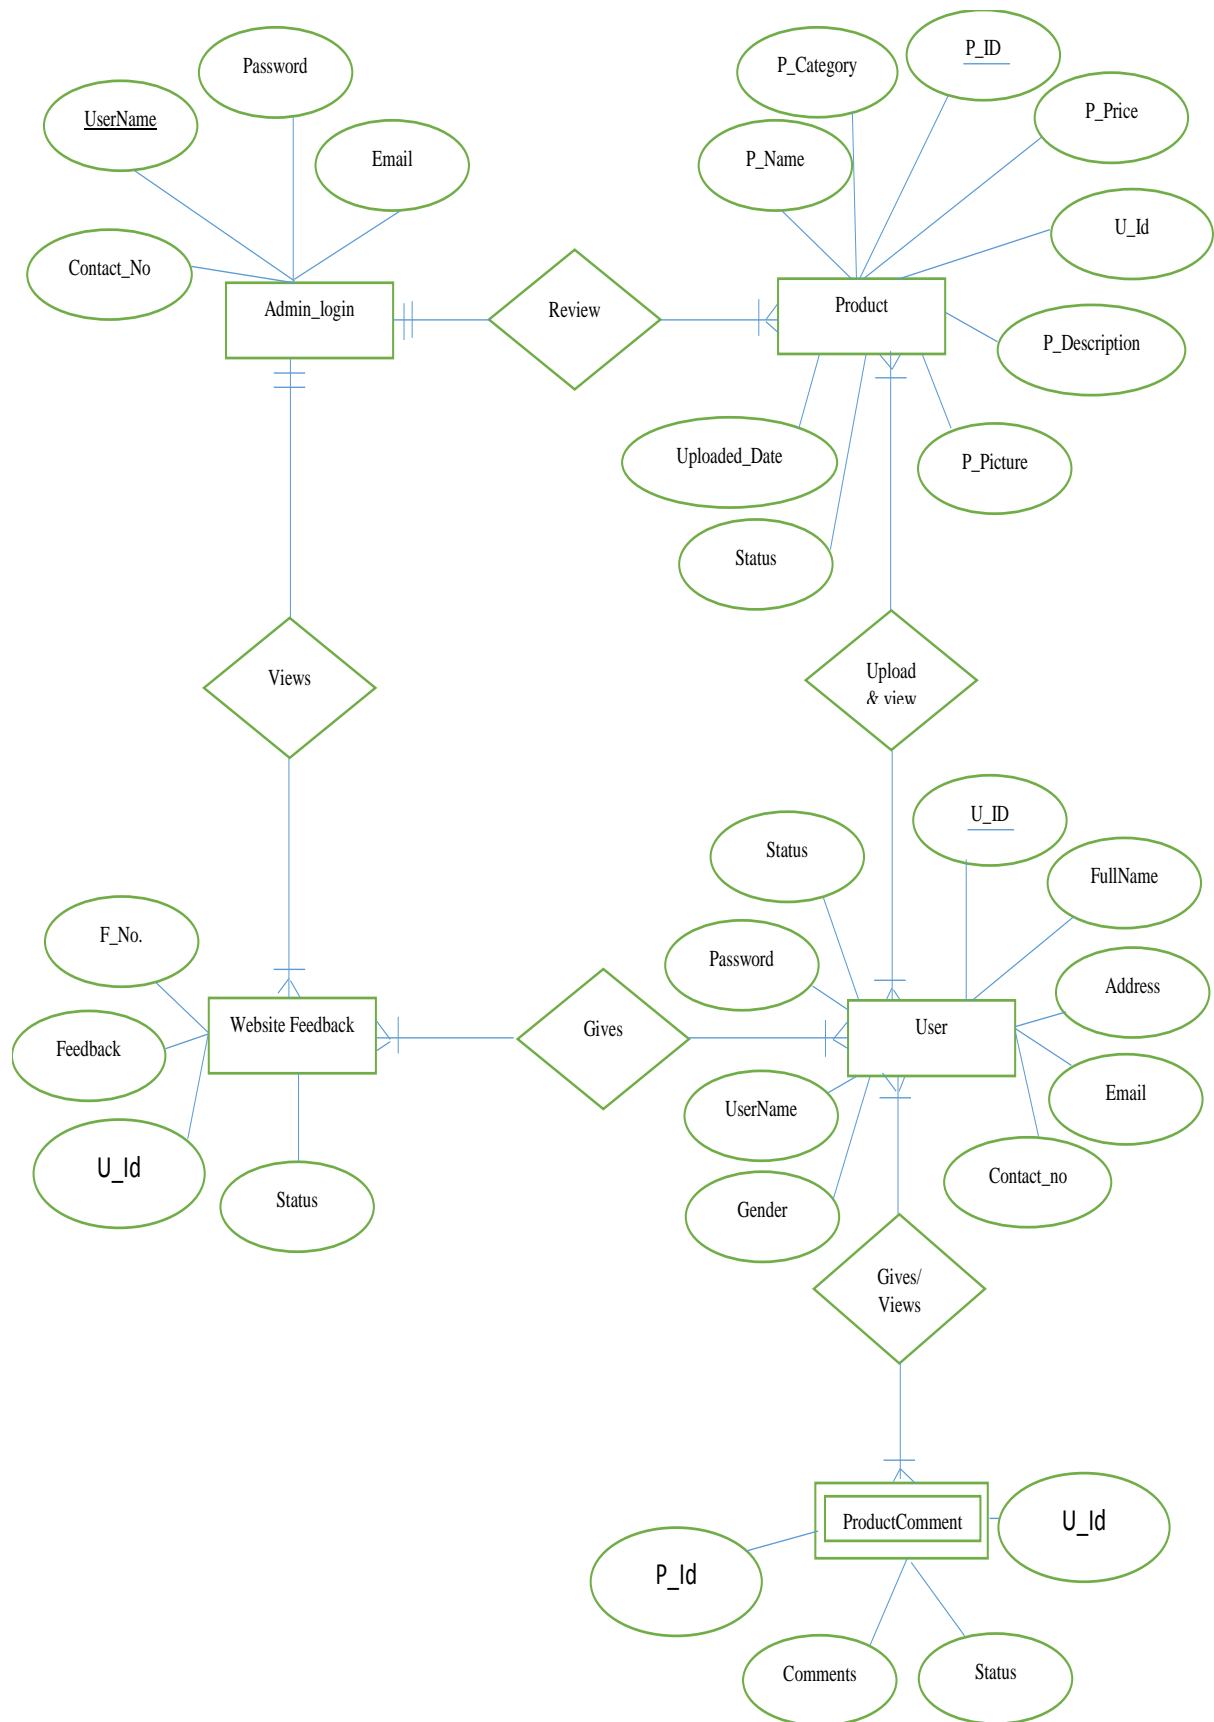 Password
UserName
Email
Contact_No
Admin_login
Review
P_Category
P_ID
P_Price
P_Name
U_Id
Product
P_Description
Uploaded_Date
P_Picture
Status
Views
Upload
& view
U_ID
Status
FullName
Password
Address
F_No.
Website Feedback
Gives
User
Feedback
UserName
Email
U_Id
Status
Gender
Contact_no
Gives/
Views
ProductComment
U_Id
P_Id
Comments
Status